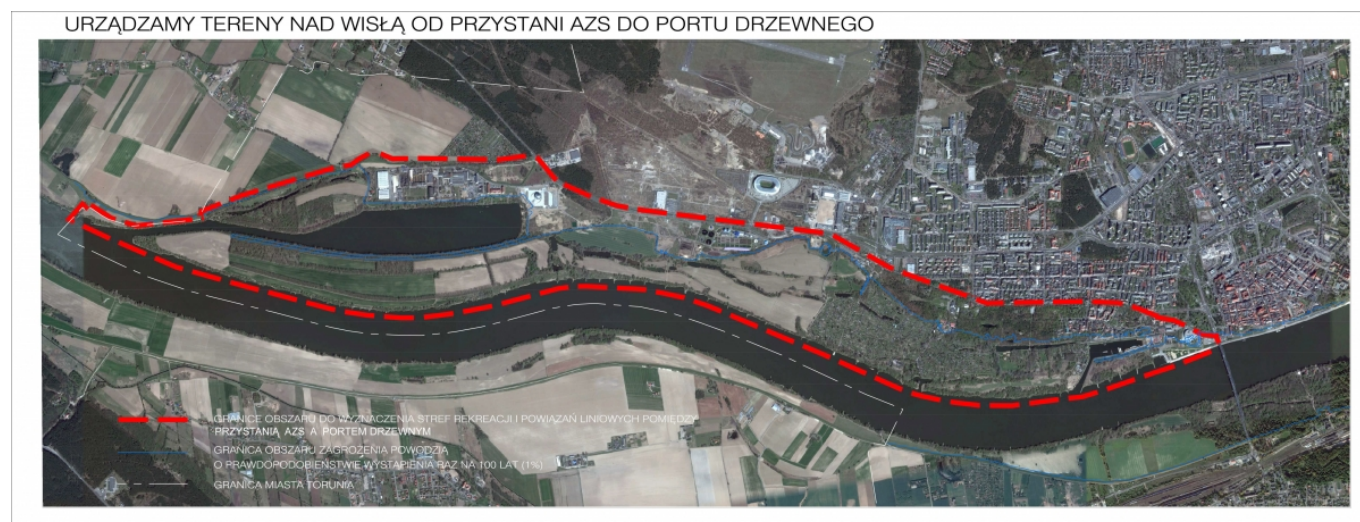 URZĄDZAMY TERENY NAD WISŁĄ OD PRZYSTANI AZS DO PORTU DRZEWNEGO
GRANICE OBSZARU DO WYZNACZENIA STREF REKREACJI I POWIĄZAŃ LINIOWYCH POMIĘDZY
PRZYSTANIĄ AZS A PORTEM DRZEWNYM
GRANICA OBSZARU ZAGROŻENIA POWODZIĄ
O PRAWDOPODOBIEŃSTWIE WYSTĄPIENIA RAZ NA 100 LAT (1%)
GRANICA MIASTA TORUNIA